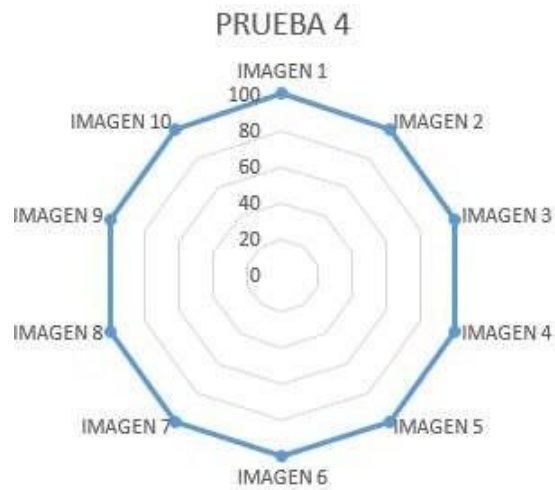 PRUEBA 4
IMAGEN 1
100
IMAGEN 10
IMAGEN 2
80
60
IMAGEN 9
IMAGEN 3
40
20
0
IMAGEN 8
IMAGEN 4
IMAGEN 7
IMAGEN 5
IMAGEN 6